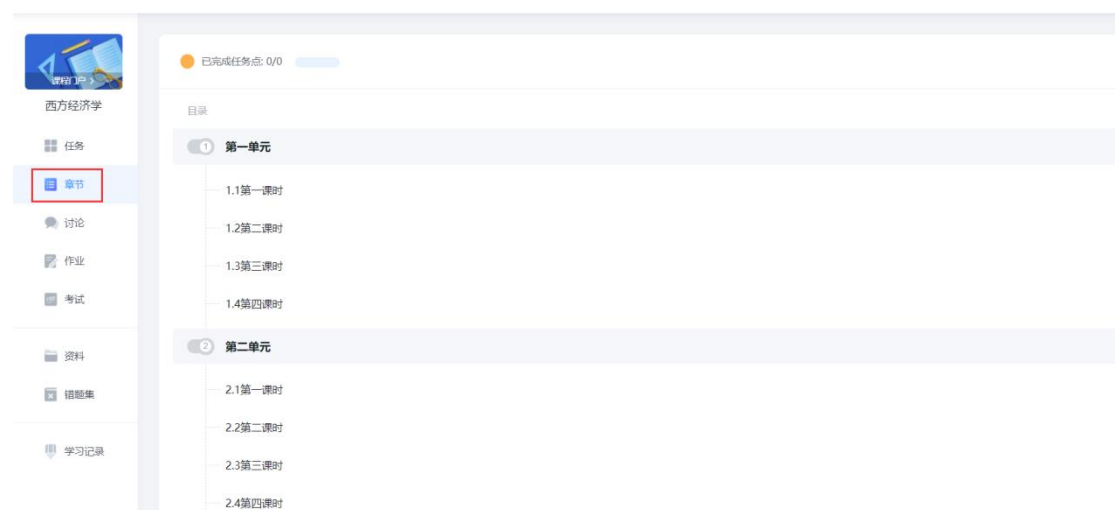 课程门户 >
西方经济学
任务
章节
讨论
作业
考试
资料
错题集
学习记录
已完成任务点: 0/0
目录
1 第一单元
1.1第一课时
1.2第二课时
1.3第三课时
1.4第四课时
2 第二单元
2.1第一课时
2.2第二课时
2.3第三课时
2.4第四课时